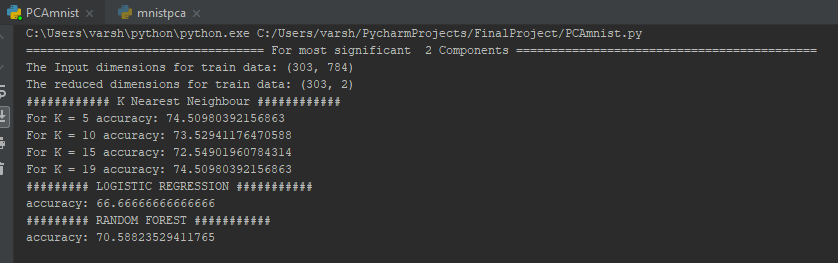 PCAmnist × mnistpca ×
C:\Users\varsh\python\python.exe C:/Users/varsh/PycharmProjects/FinalProject/PCAmnist.py
================================== For most significant  2 Components ===========================================
The Input dimensions for train data: (303, 784)
The reduced dimensions for train data: (303, 2)
############ K Nearest Neighbour ############
For K = 5 accuracy: 74.50980392156863
For K = 10 accuracy: 73.52941176470588
For K = 15 accuracy: 72.54901960784314
For K = 19 accuracy: 74.50980392156863
######### LOGISTIC REGRESSION ###########
accuracy: 66.66666666666666
######### RANDOM FOREST ###########
accuracy: 70.58823529411765